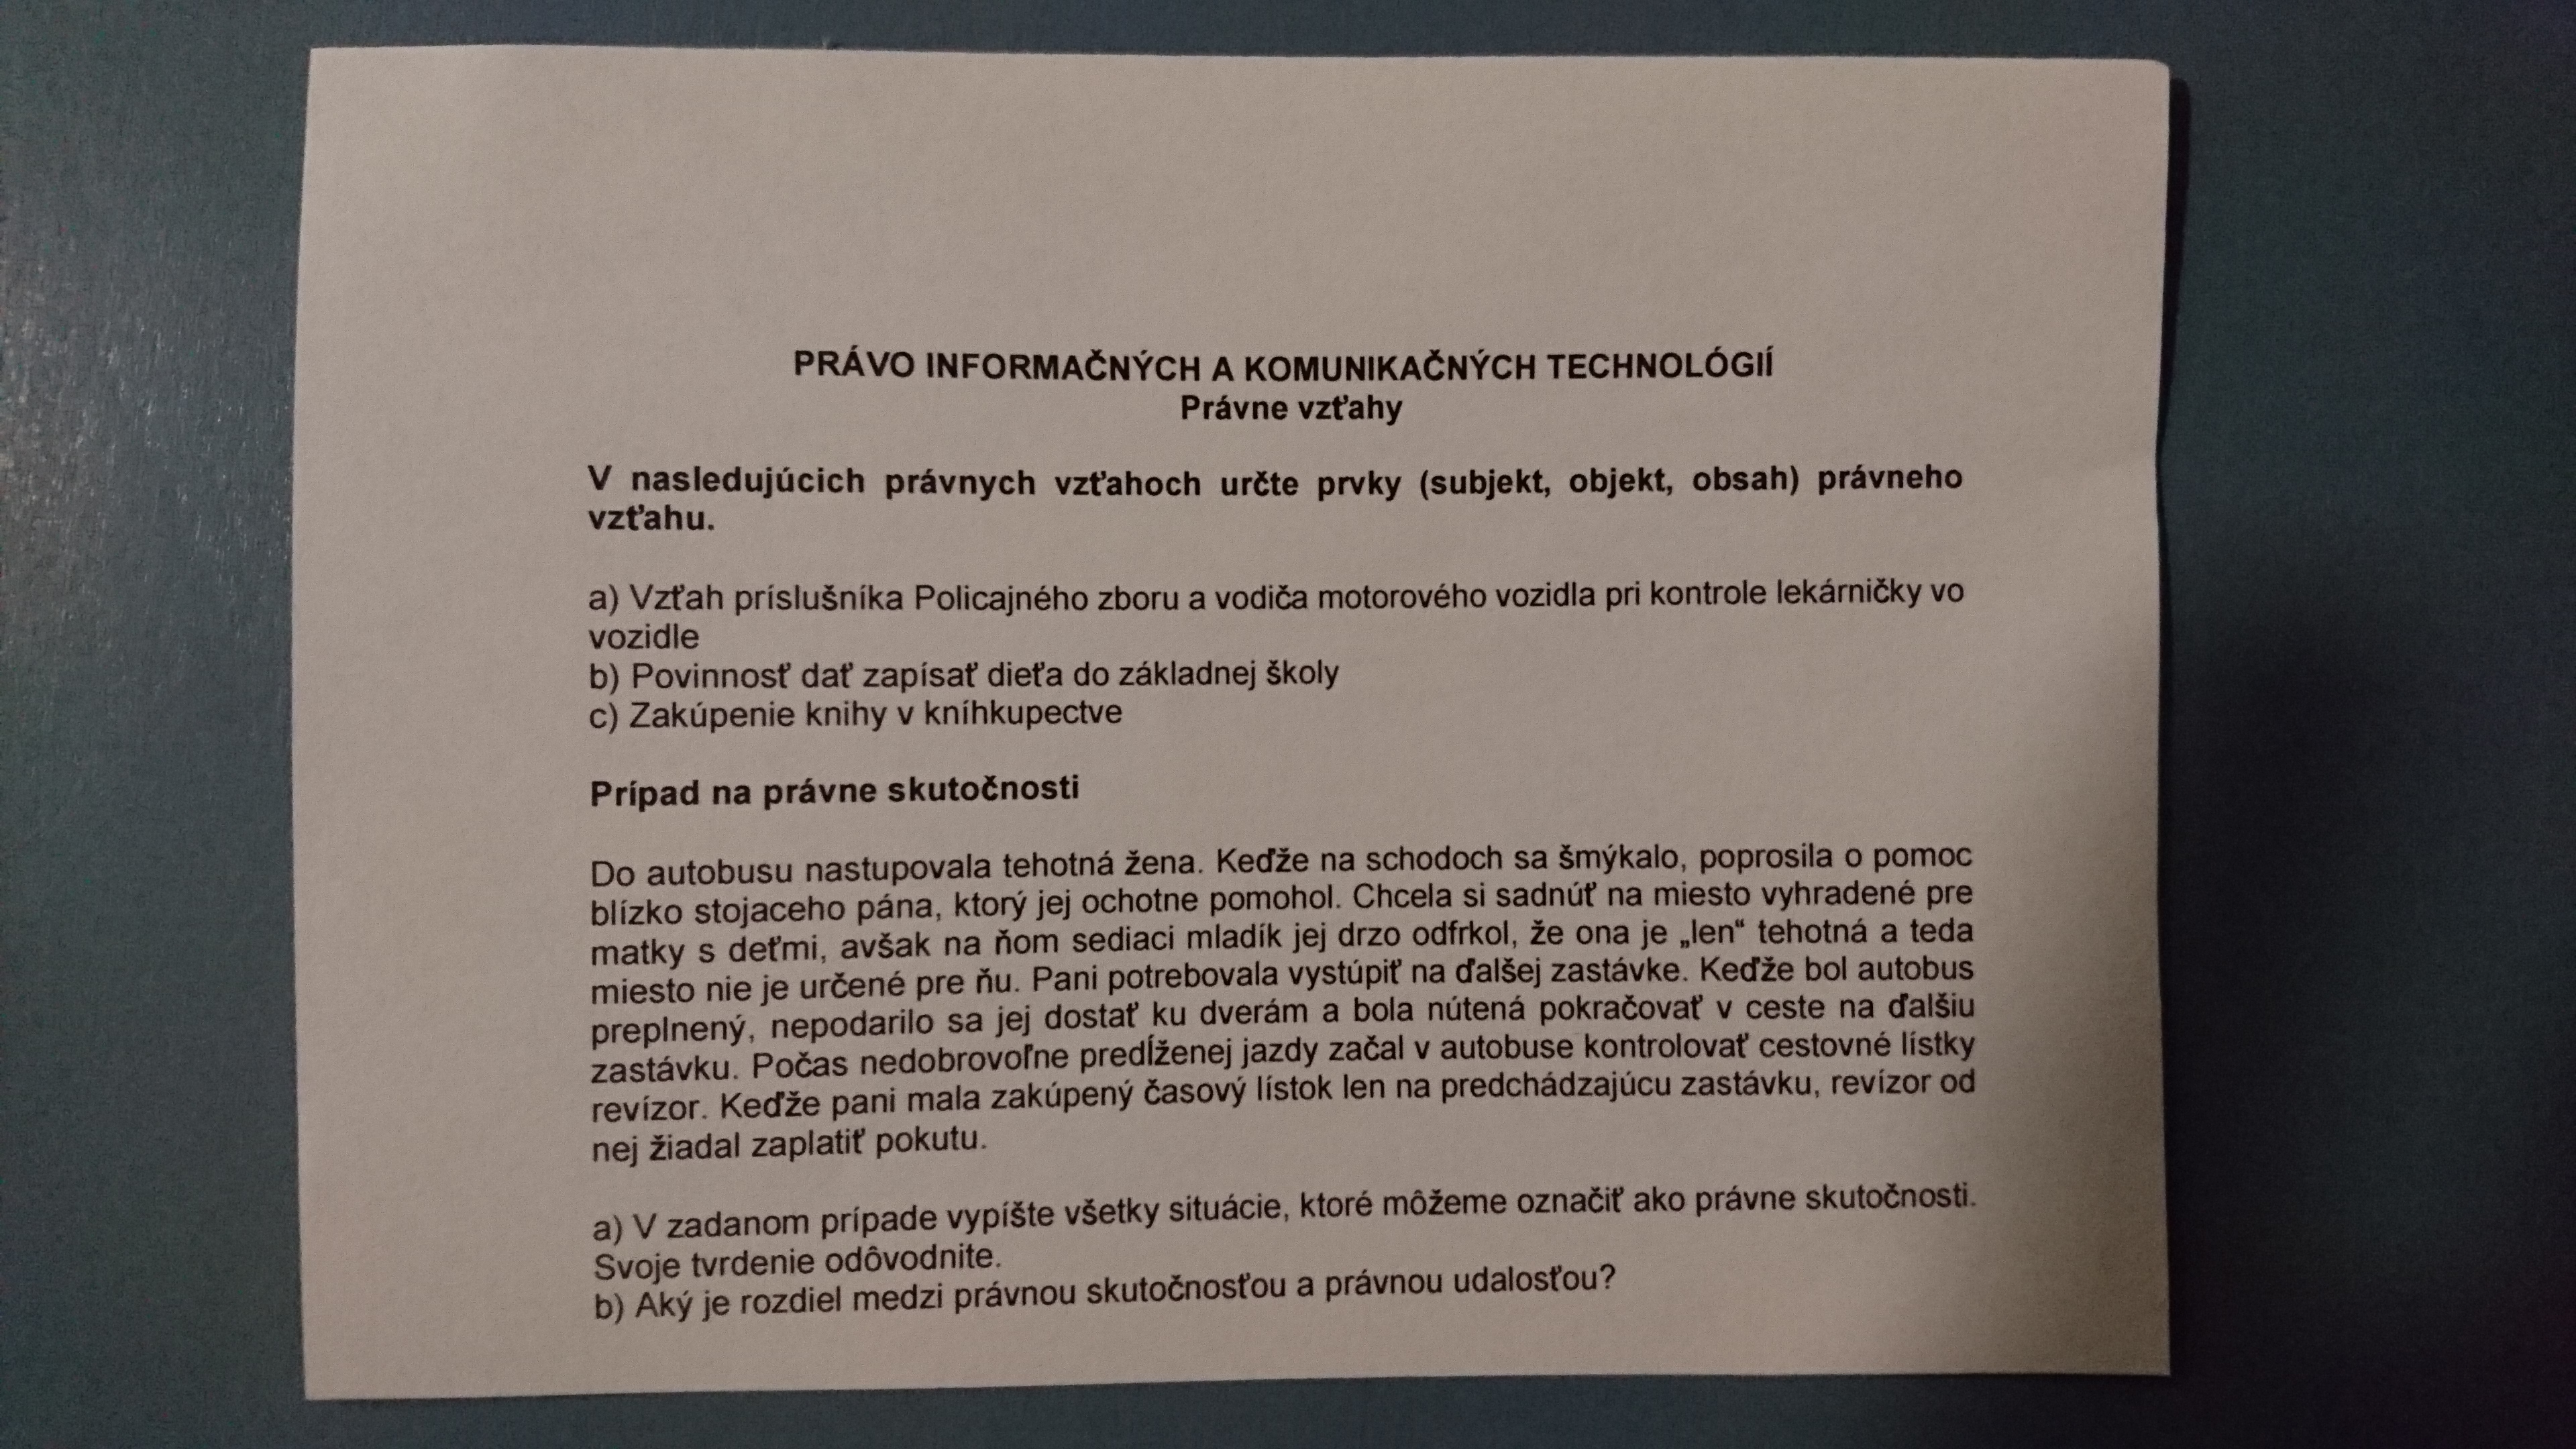 PRÁVO INFORMAČNÝCH A KOMUNIKAČNÝCH TECHNOLÓGIÍ
Právne vzťahy
V nasledujúcich právnych vzťahoch určte prvky (subjekt, objekt, obsah) právneho
vzťahu.
a) Vzťah príslušníka Policajného zboru a vodiča motorového vozidla pri kontrole lekárničky vo
vozidle
b) Povinnosť dať zapísať dieťa do základnej školy
c) Zakúpenie knihy v kníhkupectve
Prípad na právne skutočnosti
Do autobusu nastupovala tehotná žena. Keďže na schodoch sa šmýkalo, poprosila o pomoc
blízko stojaceho pána, ktorý jej ochotne pomohol. Chcela si sadnúť na miesto vyhradené pre
matky s deťmi, avšak na ňom sediaci mladík jej drzo odfrkol, že ona je „len“ tehotná a teda
miesto nie je určené pre ňu. Pani potrebovala vystúpiť na ďalšej zastávke. Keďže bol autobus
preplnený, nepodarilo sa jej dostať ku dverám a bola nútená pokračovať v ceste na ďalšiu
zastávku. Počas nedobrovoľne predĺženej jazdy začal v autobuse kontrolovať cestovné lístky
revízor. Keďže pani mala zakúpený časový lístok len na predchádzajúcu zastávku, revízor od
nej žiadal zaplatiť pokutu.
a) V zadanom prípade vypíšte všetky situácie, ktoré môžeme označiť ako právne skutočnosti.
Svoje tvrdenie odôvodnite.
b) Aký je rozdiel medzi právnou skutočnosťou a právnou udalosťou?